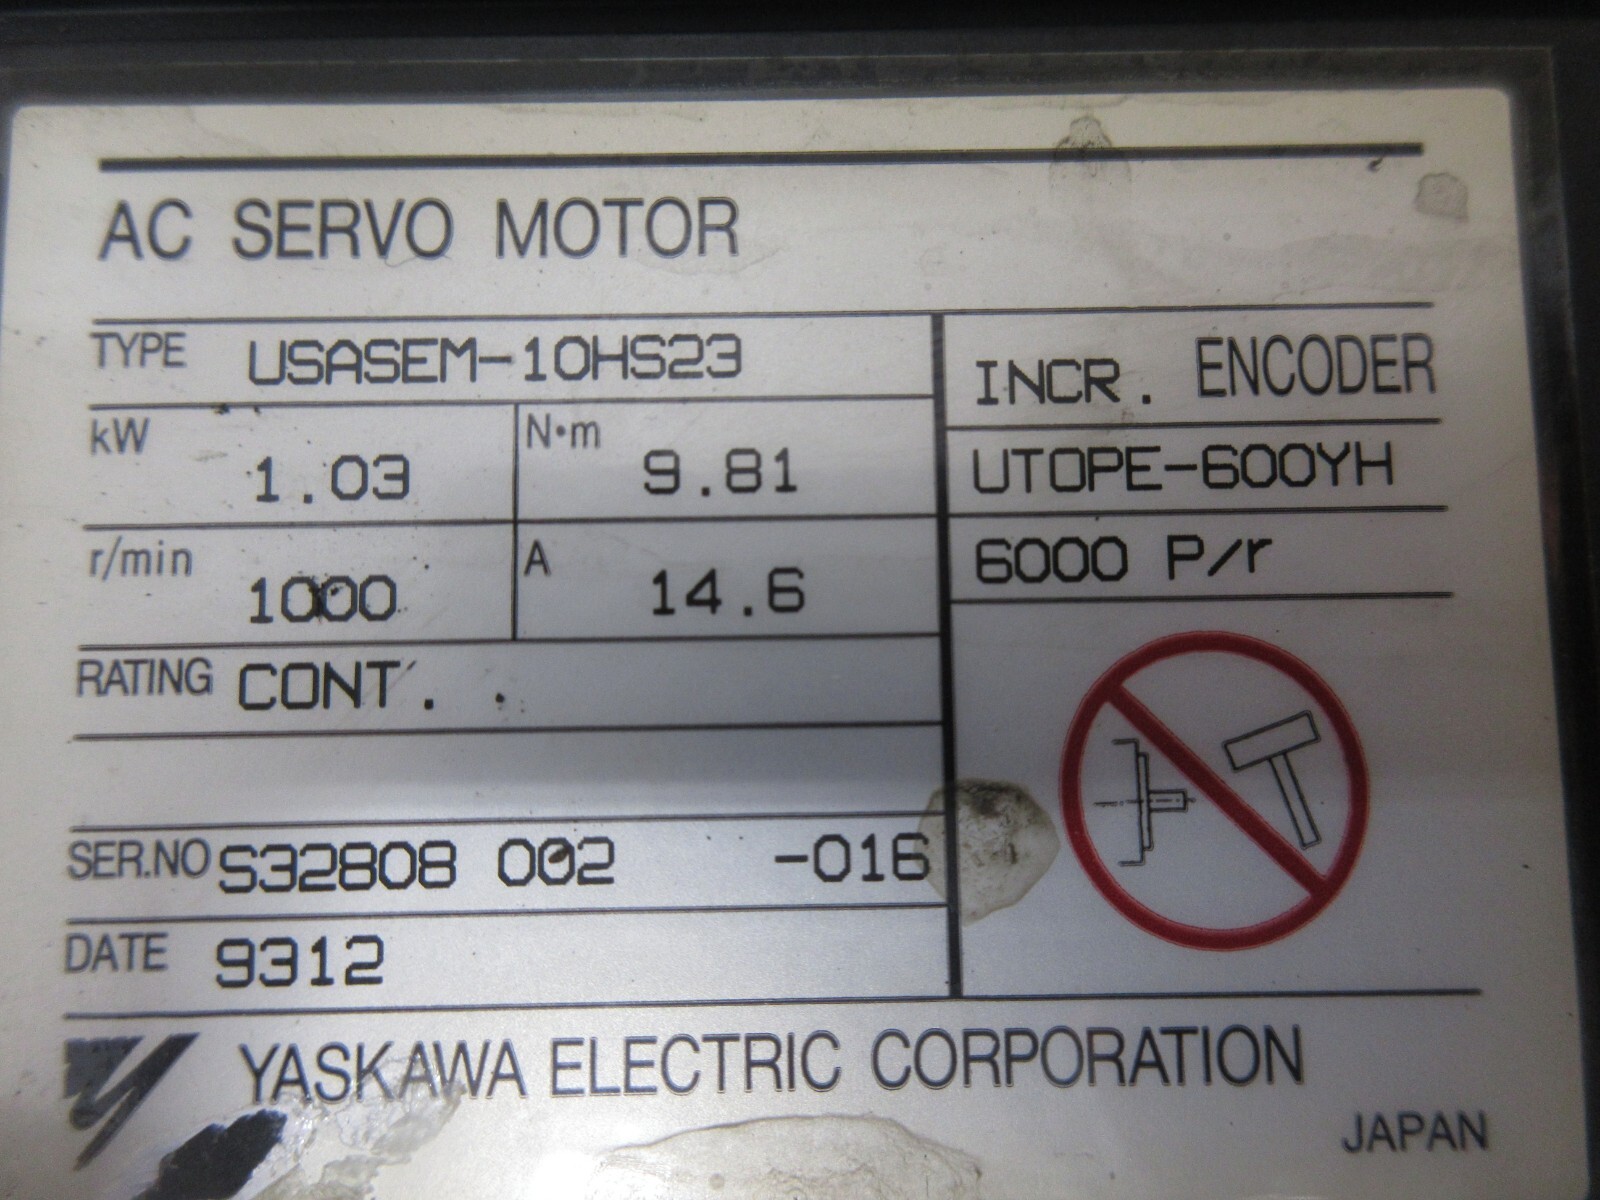 AC SERVO MOTOR
TYPE USASEM-10HS23
INCR. ENCODER
kW 1.03 N·m 9.81
UTOPE-600YH
r/min 1000 A 14.6
6000 P/r
RATING CONT.
SER.NO S32808 002 -016
DATE 9312
YASKAWA ELECTRIC CORPORATION
JAPAN